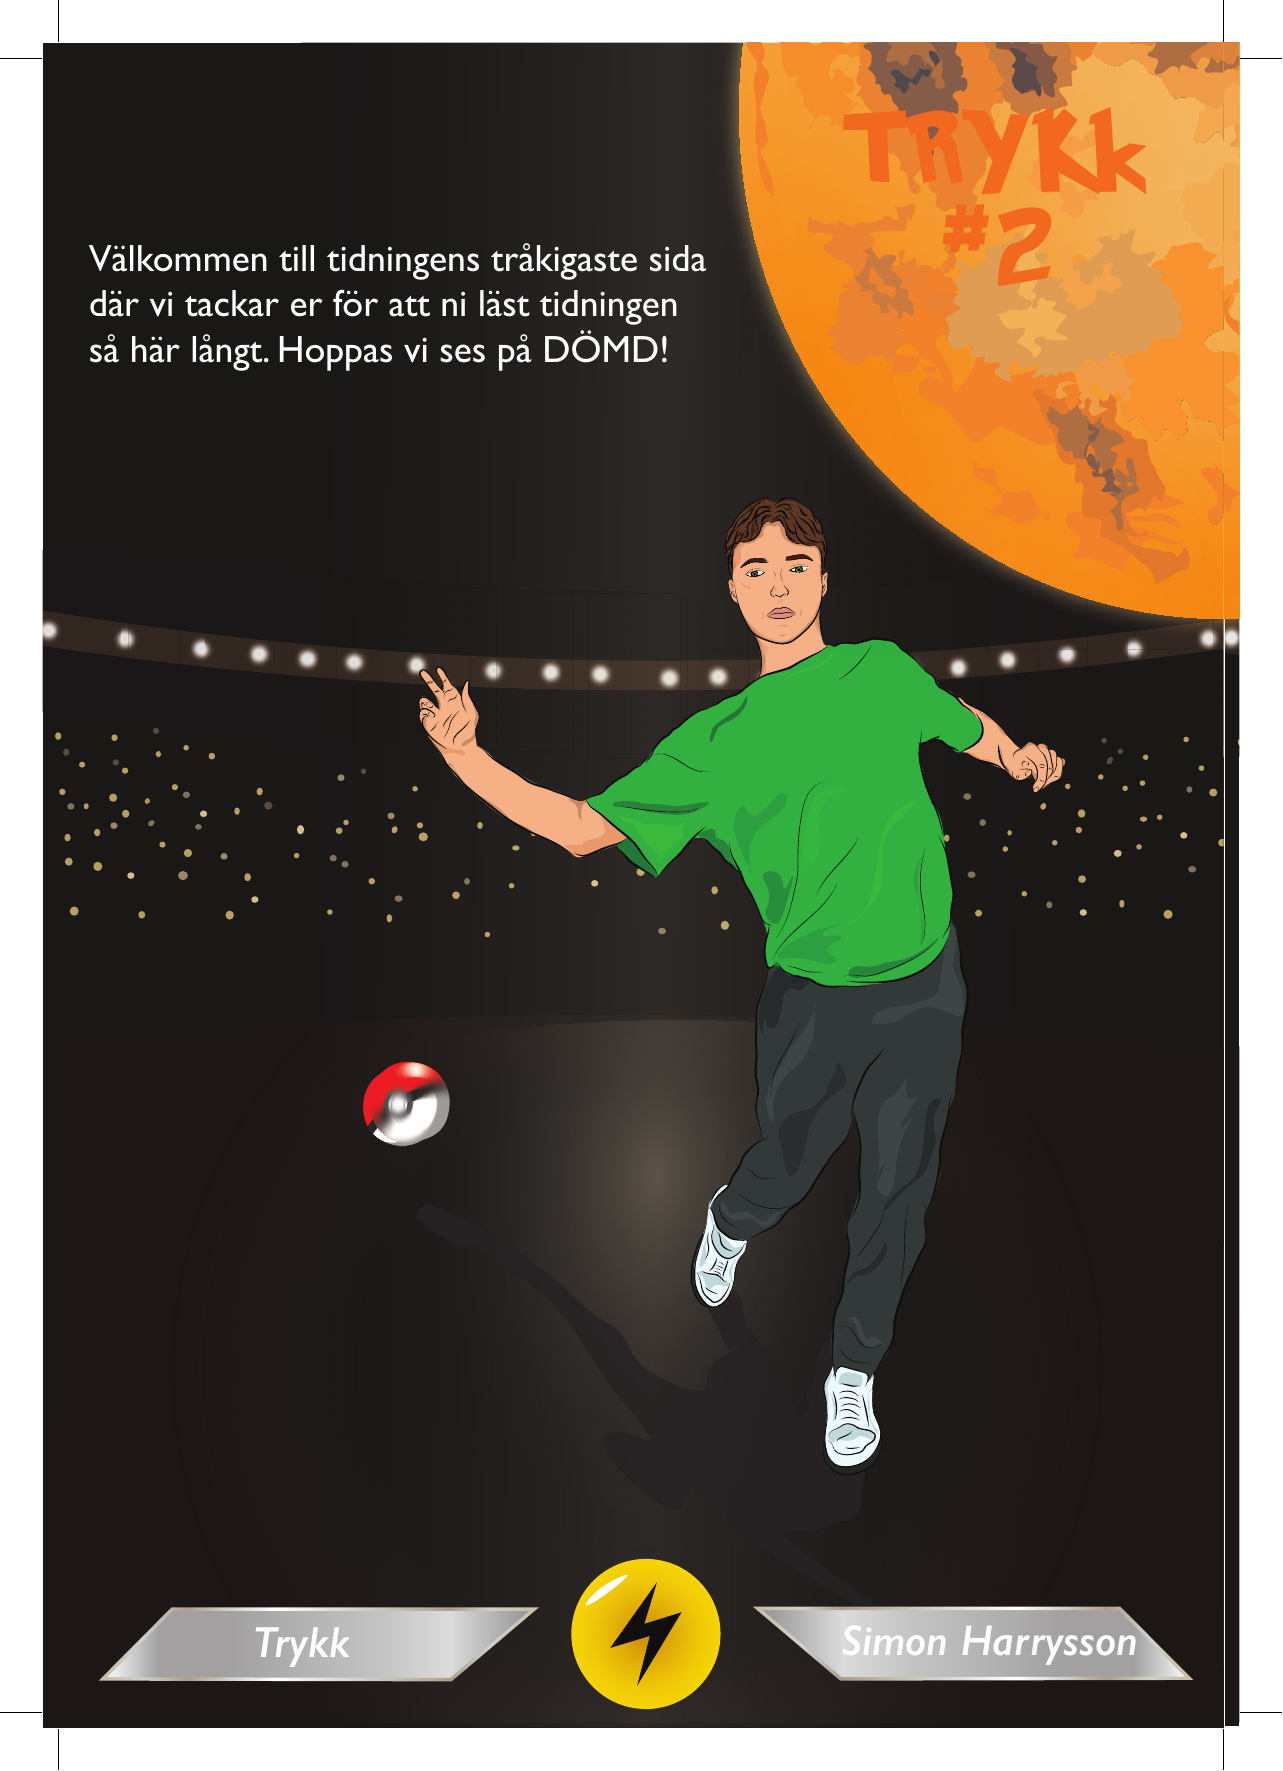 TRYKk
#2
Välkommen till tidningens tråkigaste sida
där vi tackar er för att ni läst tidningen
så här långt. Hoppas vi ses på DÖMD!
Trykk
Simon Harrysson